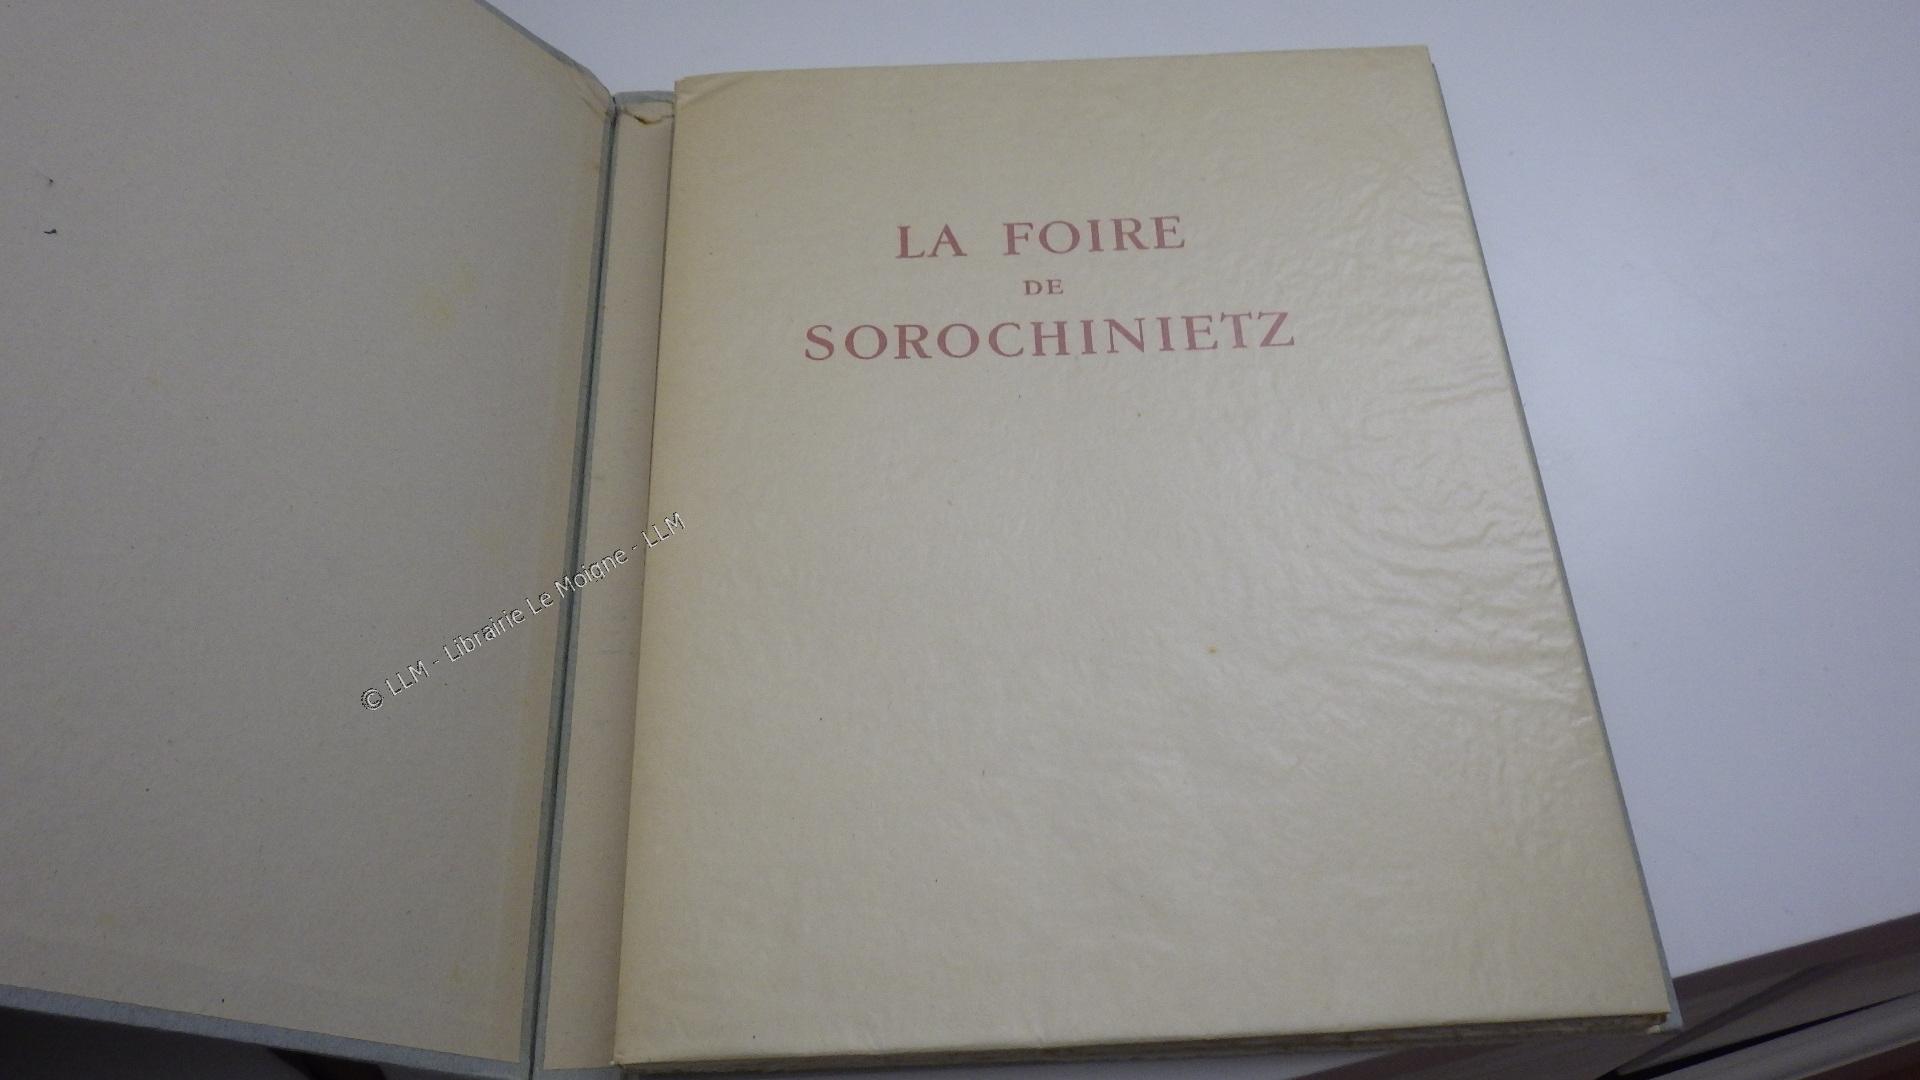 LA FOIRE
DE
SOROCHINIETZ
© LLM - Librairie Le Moigne - LLM